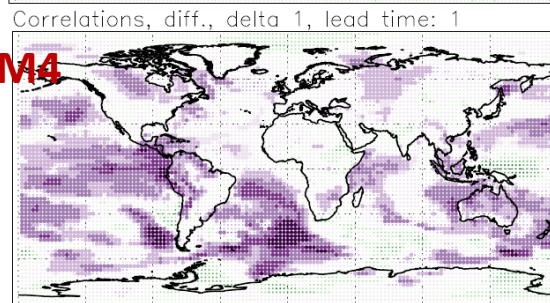 Correlations, diff., delta 1, lead time: 1
M4